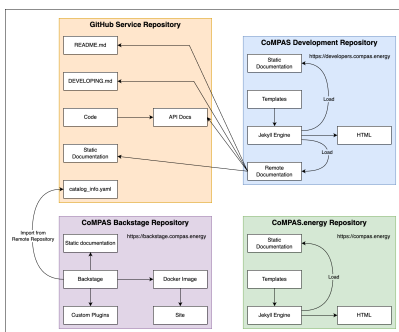 GitHub Service Repository
README.md
DEVELOPING.md
Code
API Docs
Static
Documentation
catalog_info.yaml
CoMPAS Development Repository
https://developers.compas.energy
Static
Documentation
Templates
Load
Jekyll Engine
HTML
Load
Remote
Documentation
Import from
Remote Repository
CoMPAS Backstage Repository
https://backstage.compas.energy
Static documentation
Backstage
Docker Image
Custom Plugins
Site
CoMPAS.energy Repository
https://compas.energy
Static
Documentation
Templates
Load
Jekyll Engine
HTML